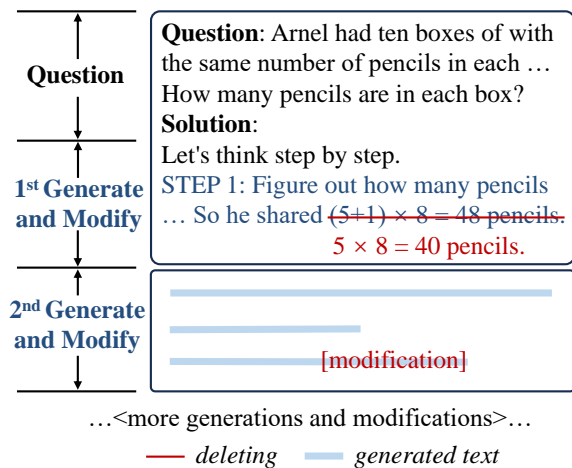 Question
Question: Arnel had ten boxes of with
the same number of pencils in each …
How many pencils are in each box?
Solution:
Let's think step by step.
1st Generate
and Modify
STEP 1: Figure out how many pencils
… So he shared (5+1) × 8 = 48 pencils.
5 × 8 = 40 pencils.
2nd Generate
and Modify
[modification]
…<more generations and modifications>…
deleting
generated text